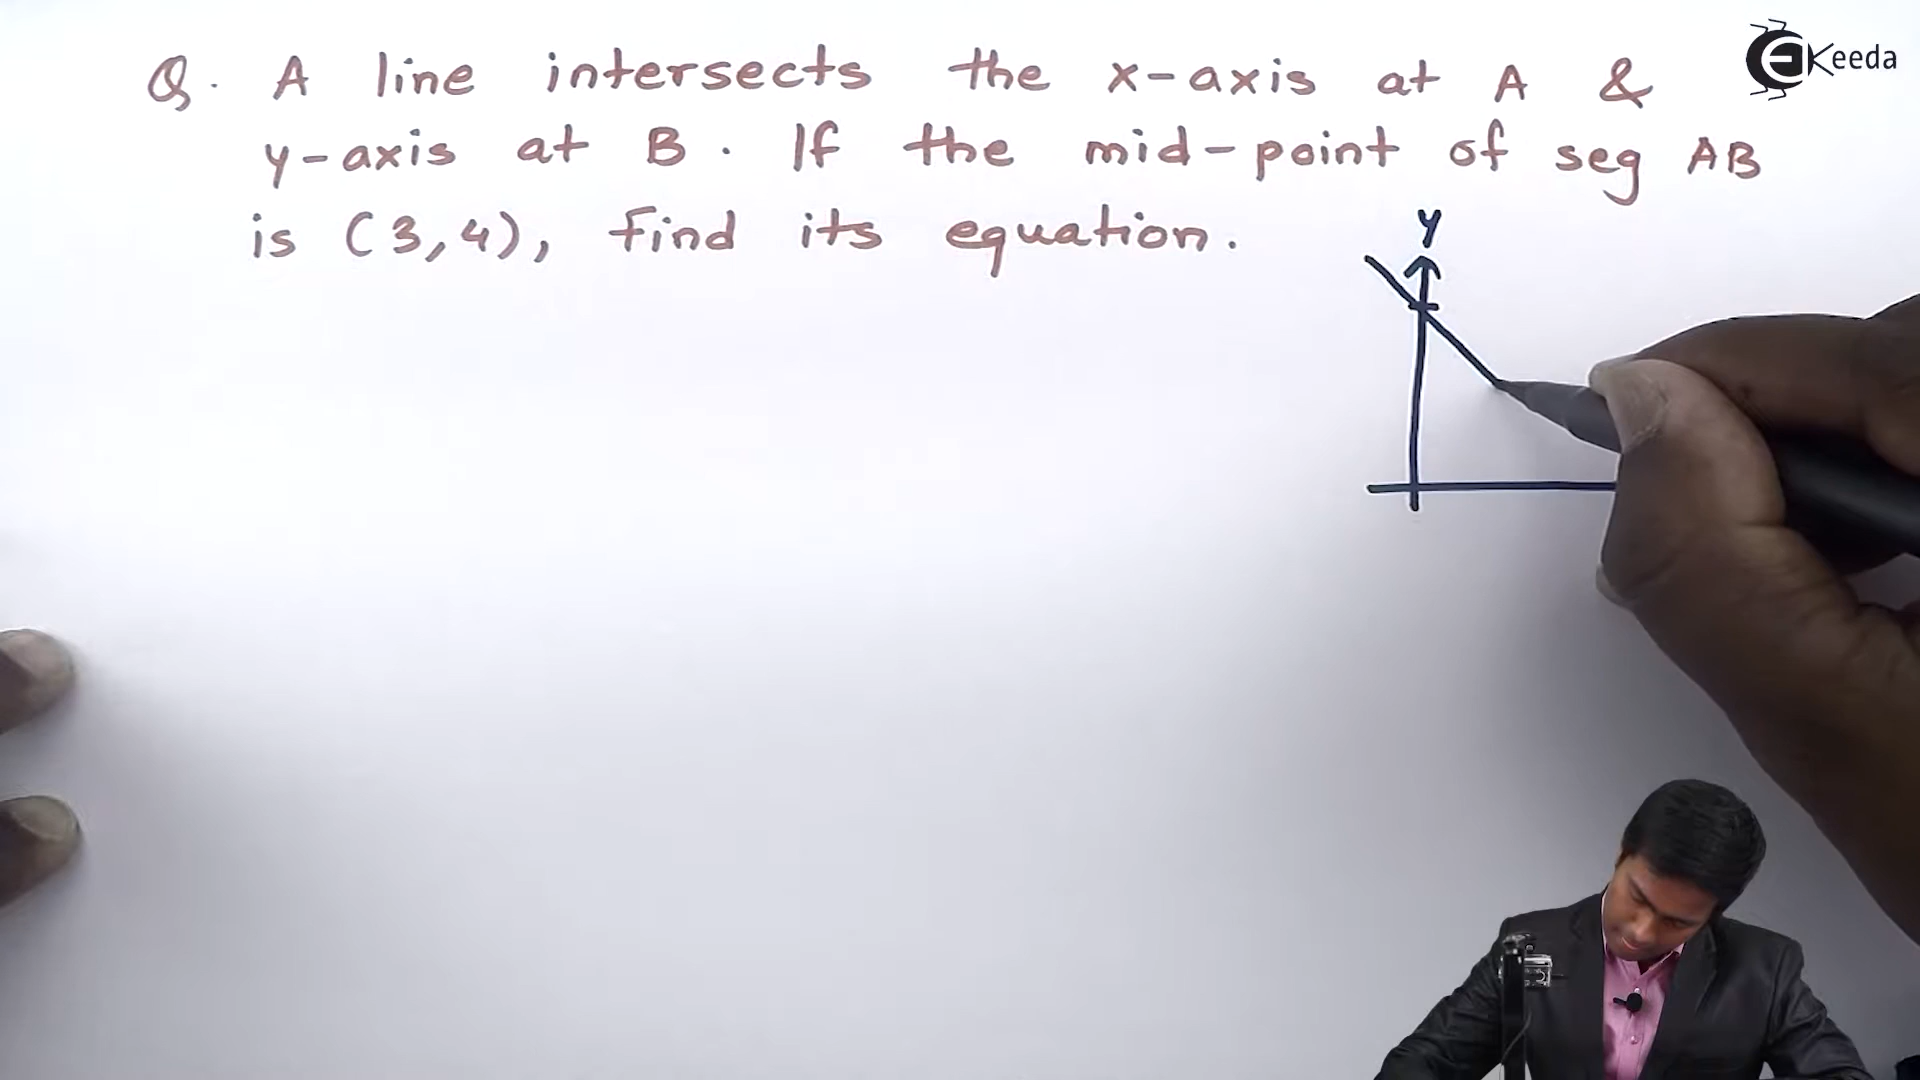 Q. A line intersects the x-axis at A &
y-axis at B. If the mid-point of seg AB
is (3,4), find its equation.
y
EKeeda